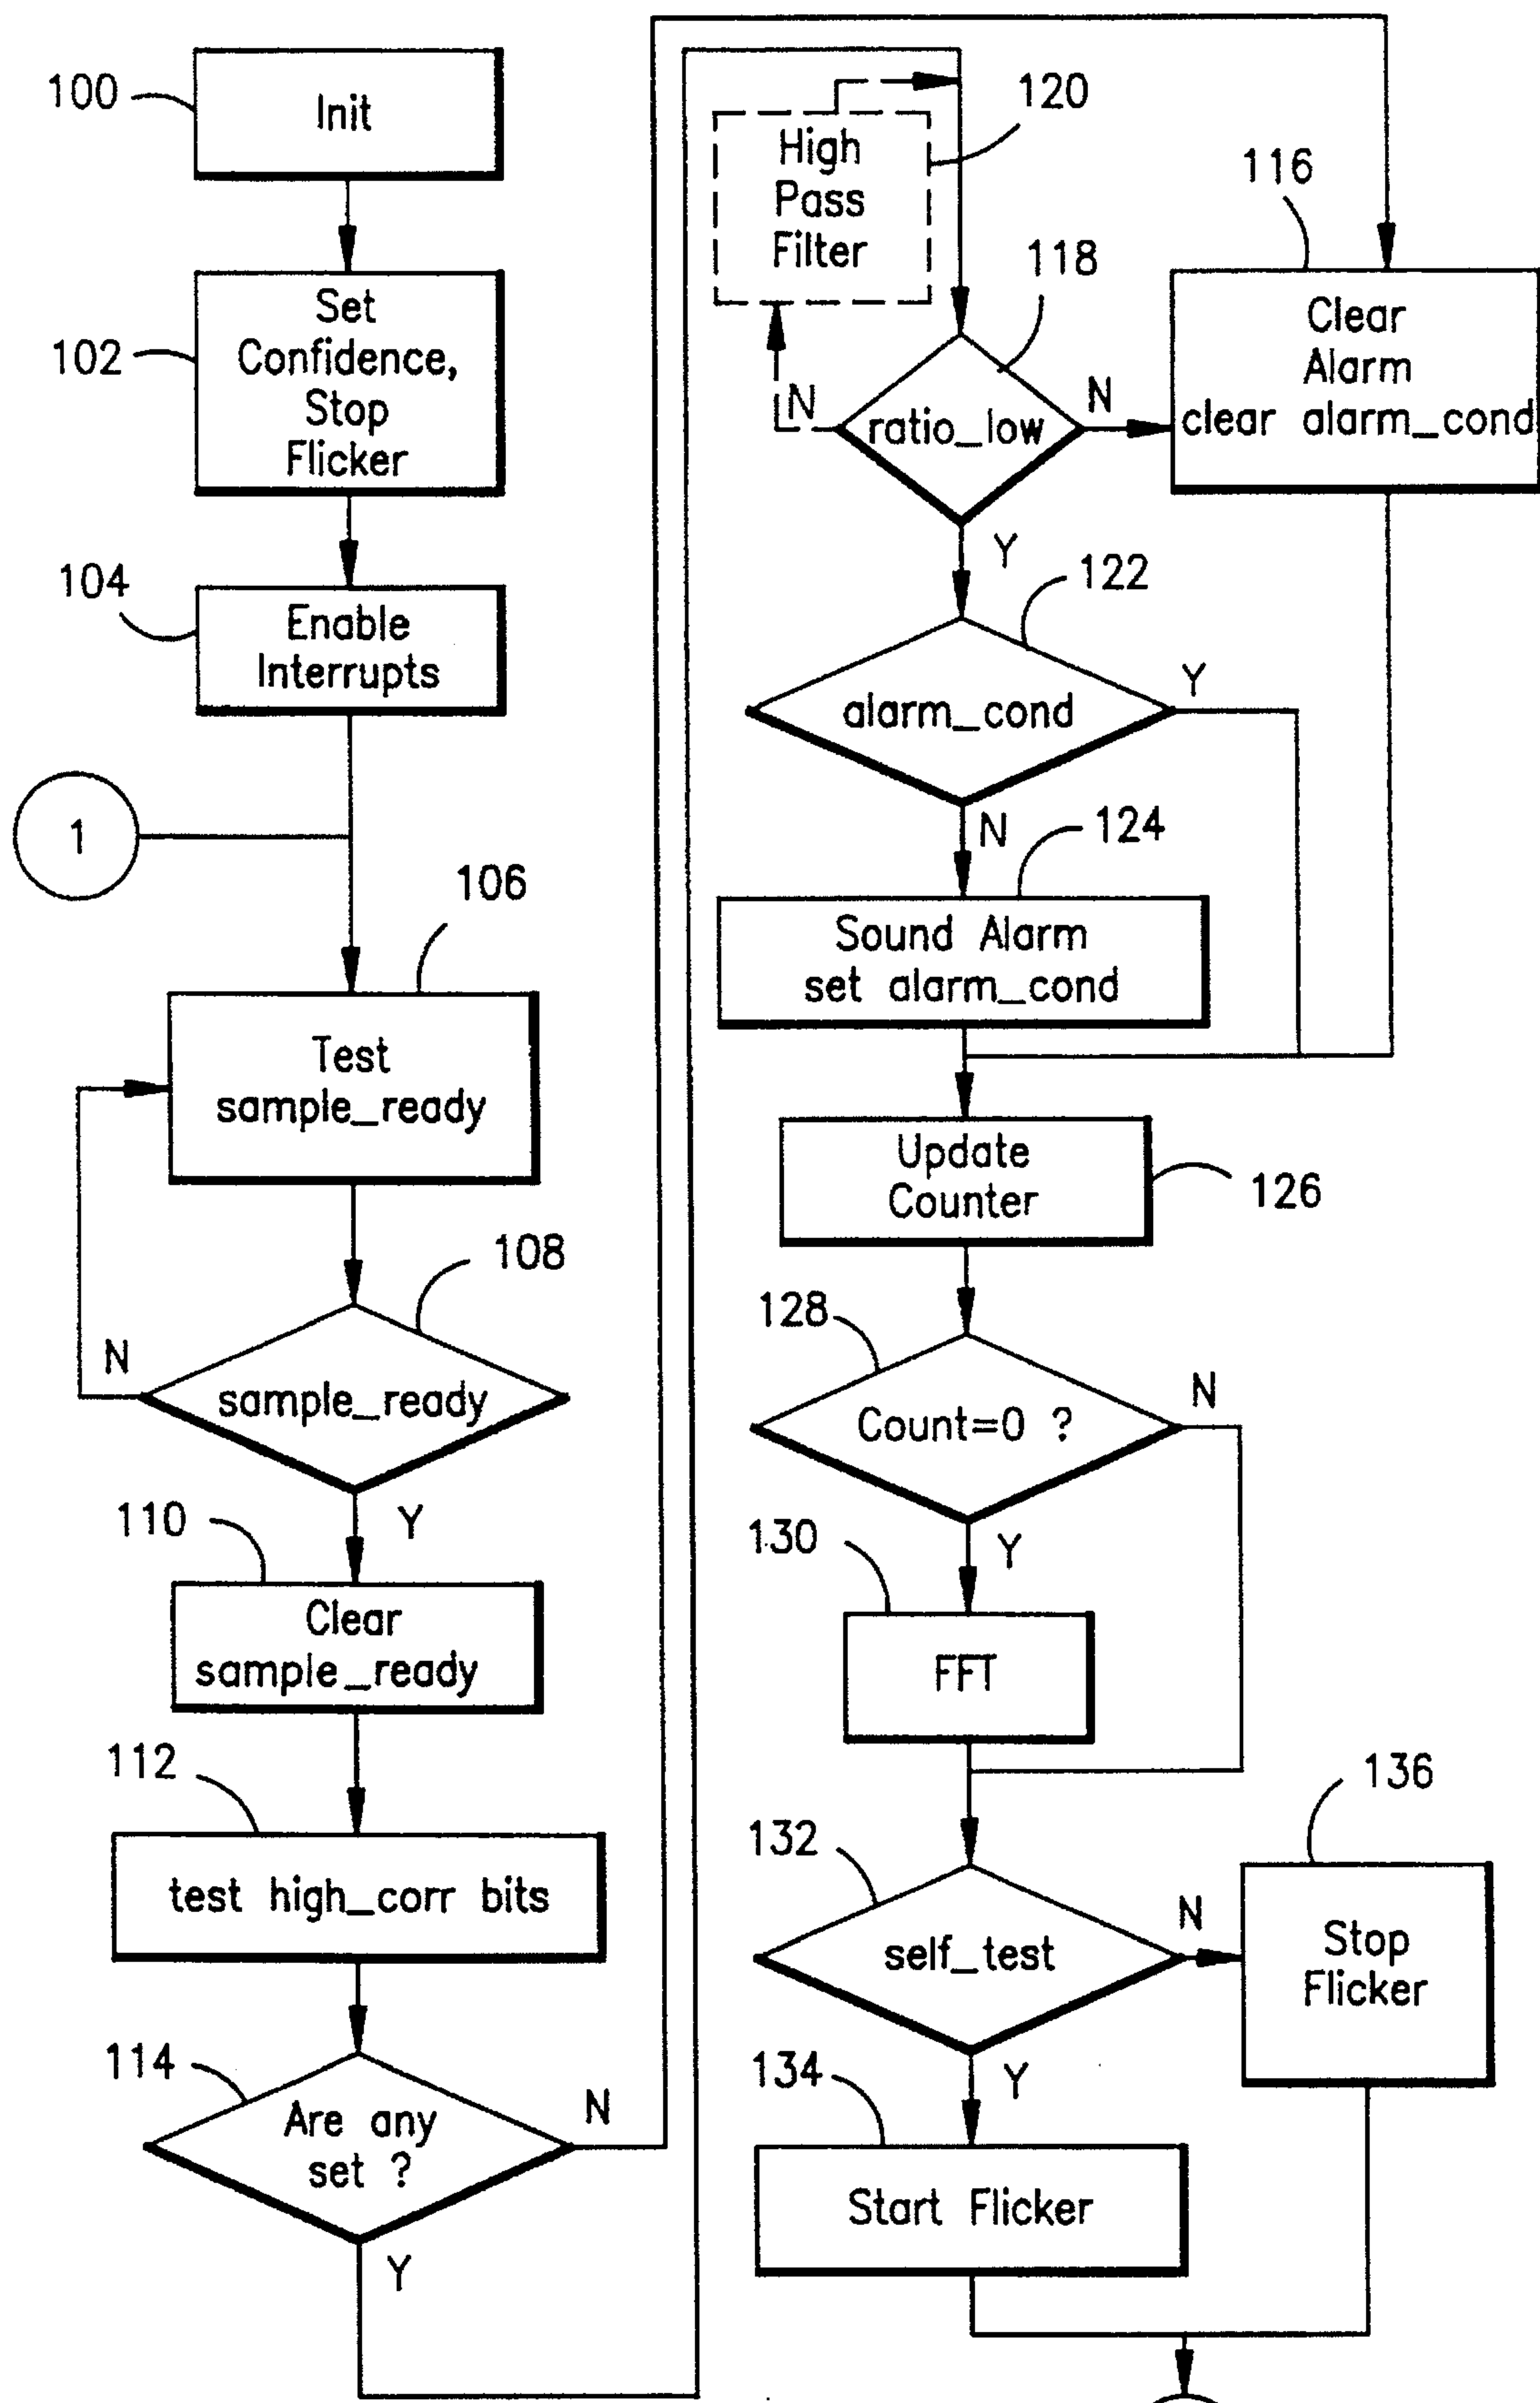 100
Init
102
Set
Confidence,
Stop
Flicker
104
Enable
Interrupts
1
106
Test
sample_ready
108
N
sample_ready
Y
110
Clear
sample_ready
112
test high_corr bits
114
Are any
set ?
N
Y
120
High
Pass
Filter
118
N
ratio_low
N
Y
116
Clear
Alarm
clear alarm_cond
122
alarm_cond
Y
N
124
Sound Alarm
set alarm_cond
Update
Counter
126
128
Count=0 ?
N
Y
130
FFT
132
self_test
N
Y
136
Stop
Flicker
134
Start Flicker